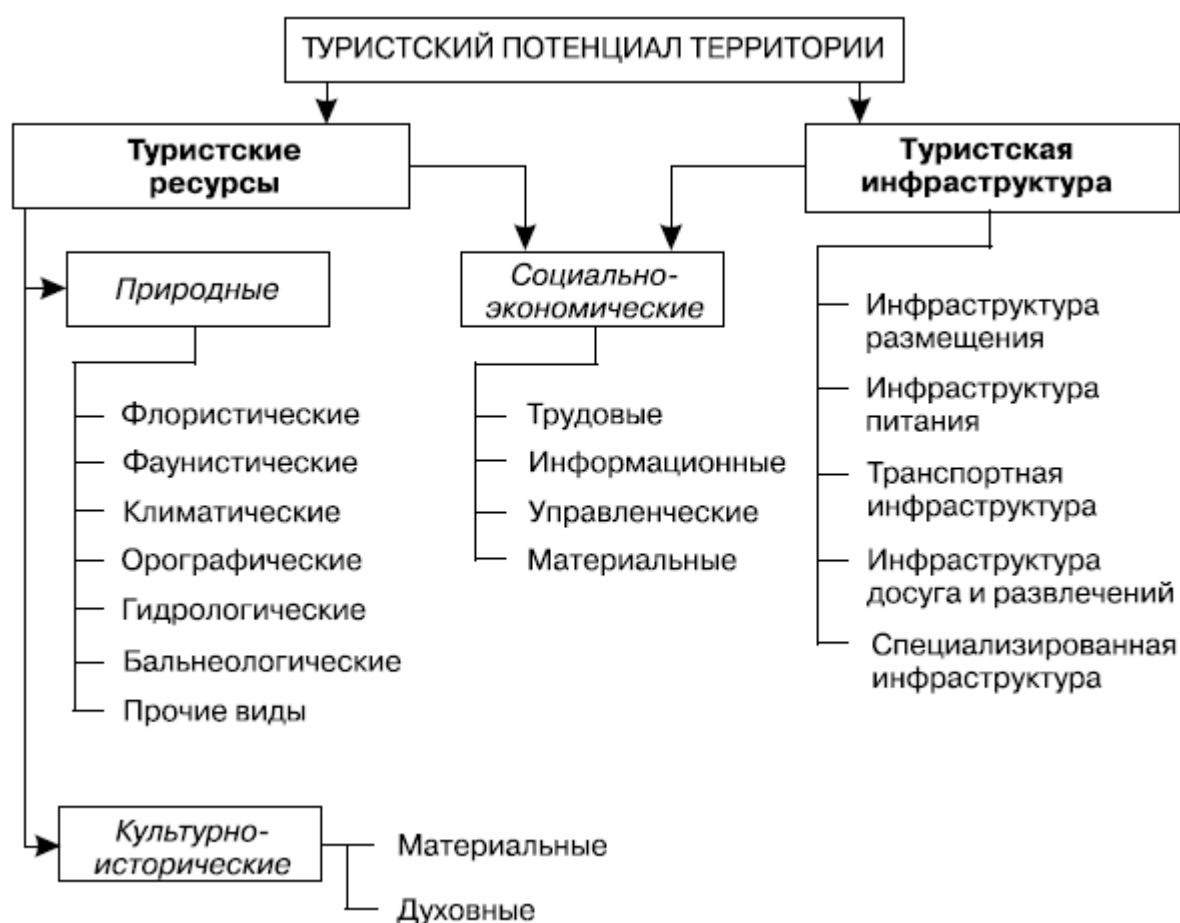 ТУРИСТСКИЙ ПОТЕНЦИАЛ ТЕРРИТОРИИ
Туристские
ресурсы
Туристская
инфраструктура
Природные
Социально-
экономические
Флористические
Фаунистические
Климатические
Орографические
Гидрологические
Бальнеологические
Прочие виды
Трудовые
Информационные
Управленческие
Материальные
Инфраструктура
размещения
Инфраструктура
питания
Транспортная
инфраструктура
Инфраструктура
досуга и развлечений
Специализированная
инфраструктура
Культурно-
исторические
Материальные
Духовные